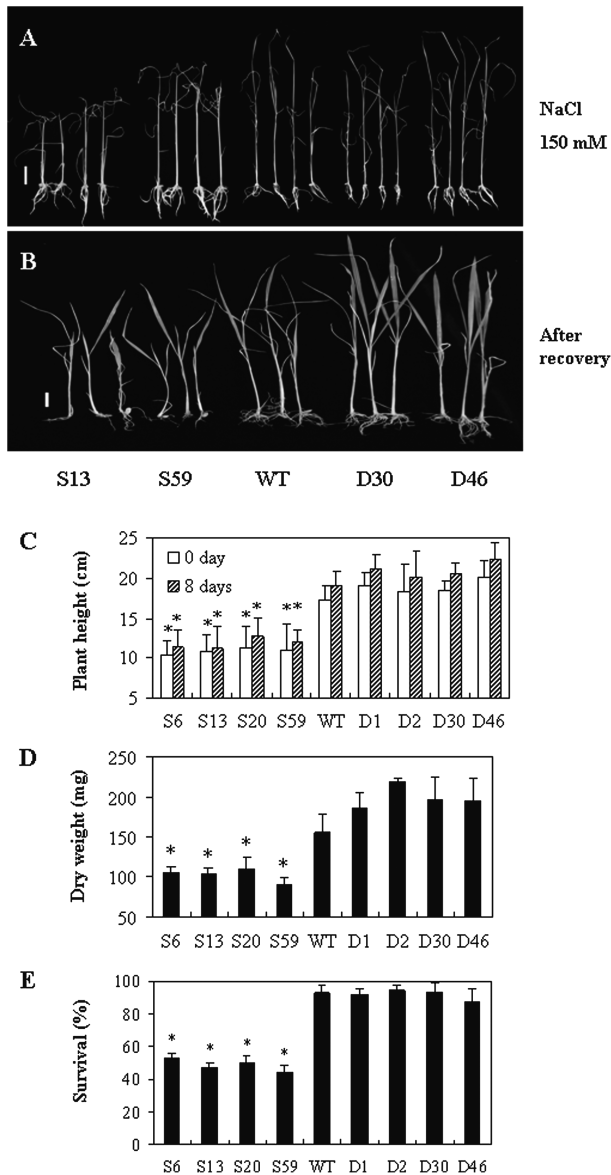 A
NaCl
150 mM
B
After
recovery
S13 S59 WT D30 D46
C
Plant height (cm)
25
20
15
10
5
0 day
8 days
* * * * * * **
S6 S13 S20 S59 WT D1 D2 D30 D46
D
Dry weight (mg)
250
200
150
100
50
* * * *
S6 S13 S20 S59 WT D1 D2 D30 D46
E
Survival (%)
100
80
60
40
20
0
* * * *
S6 S13 S20 S59 WT D1 D2 D30 D46